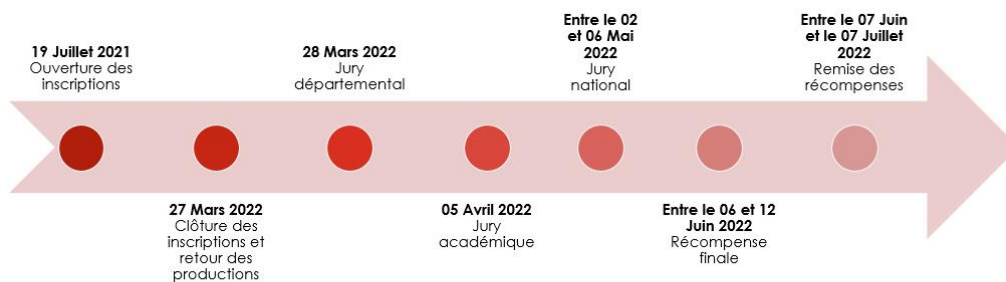 19 Juillet 2021
Ouverture des
inscriptions
27 Mars 2022
Clôture des
inscriptions et
retour des
productions
28 Mars 2022
Jury
départemental
05 Avril 2022
Jury
académique
Entre le 02
et 06 Mai
2022
Jury
national
Entre le 06 et 12
Juin 2022
Récompense
finale
Entre le 07 Juin
et le 07 Juillet
2022
Remise des
récompenses